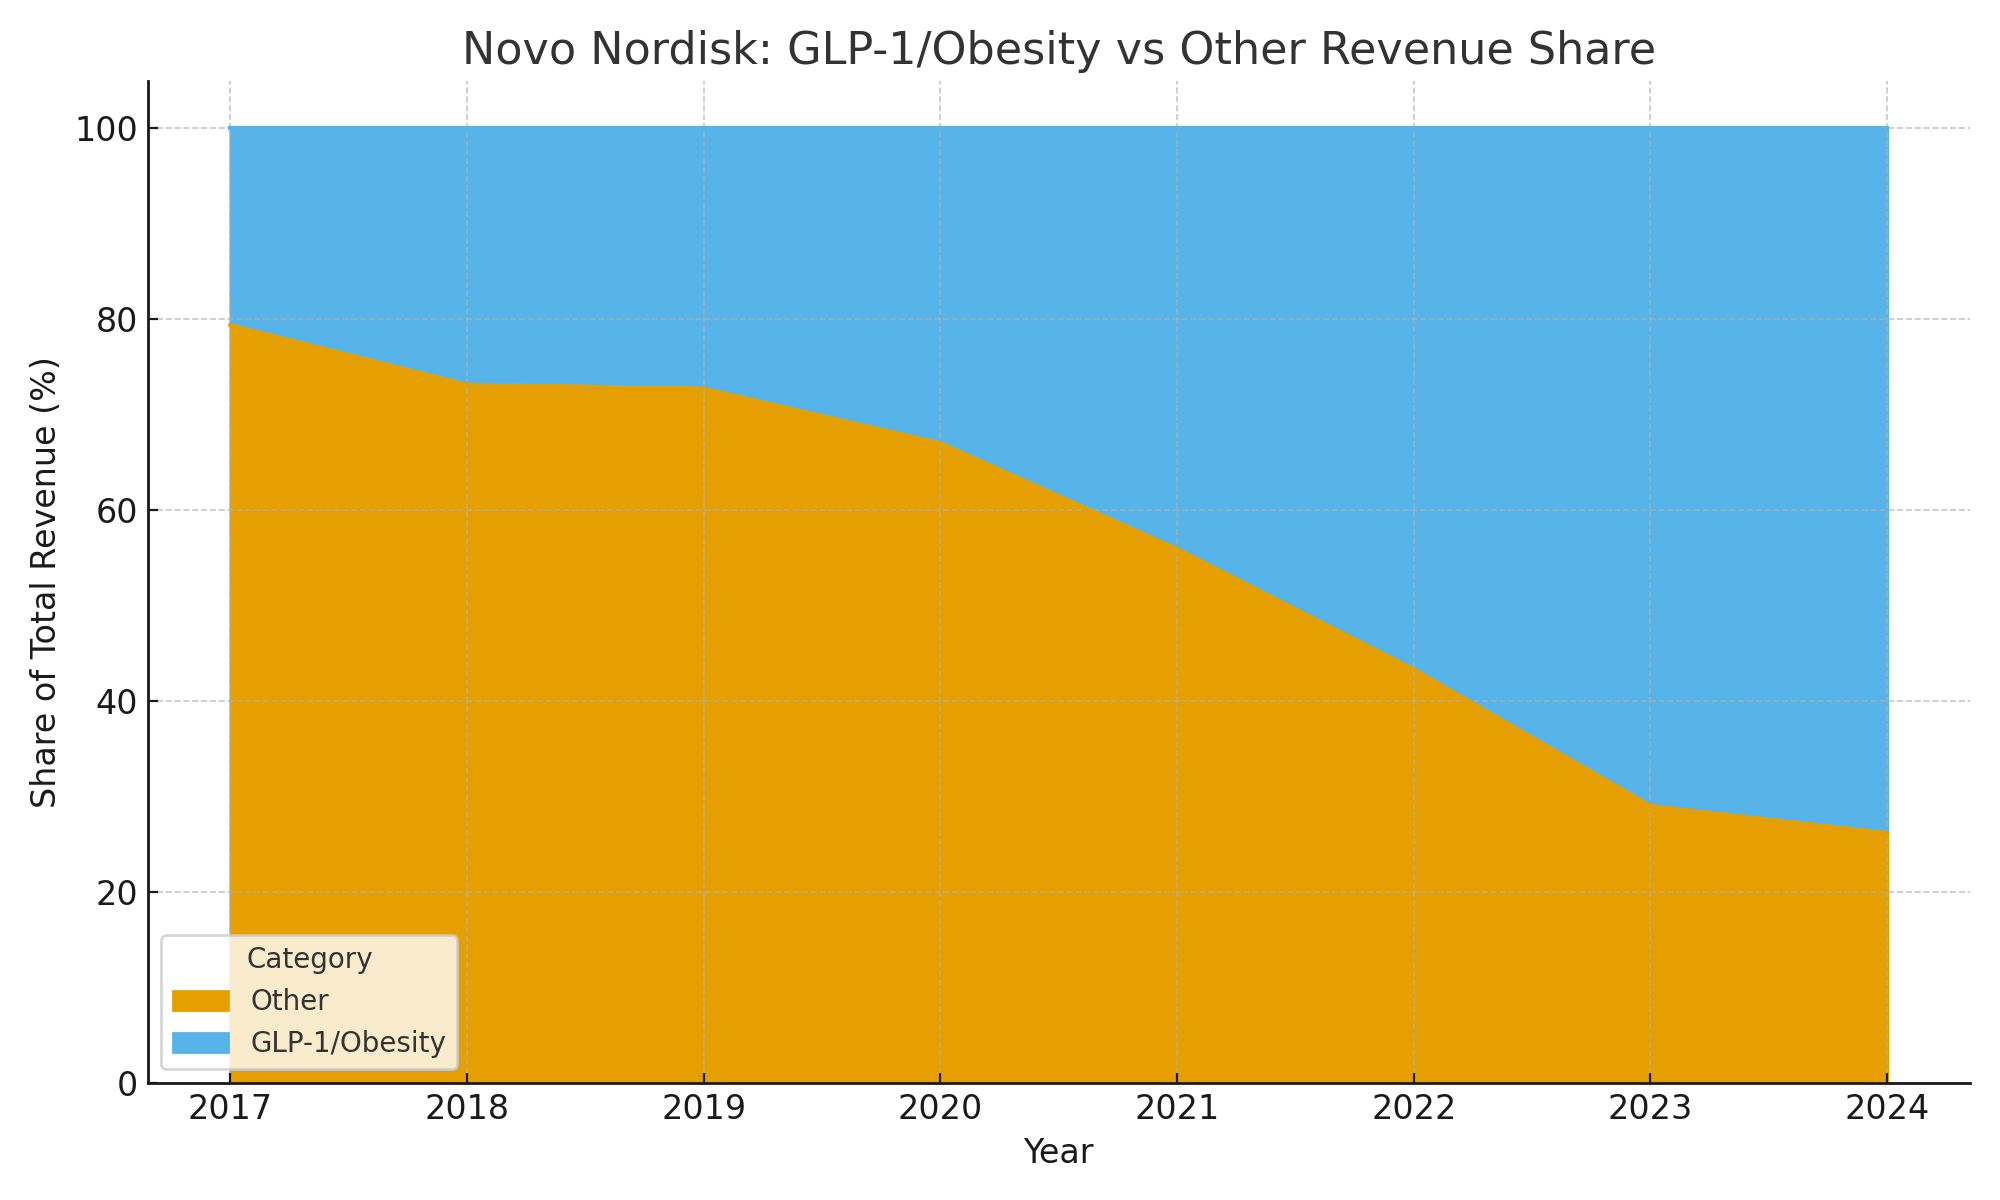 Novo Nordisk: GLP-1/Obesity vs Other Revenue Share
Share of Total Revenue (%)
100
80
60
40
20
0
Category
Other
GLP-1/Obesity
2017 2018 2019 2020 2021 2022 2023 2024
Year